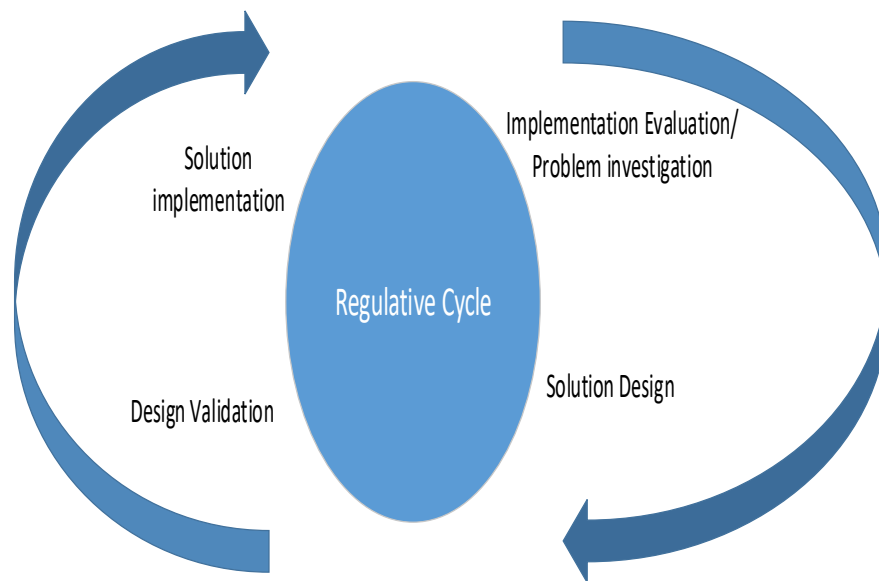 Implementation Evaluation/
Problem investigation
Solution
implementation
Regulative Cycle
Solution Design
Design Validation